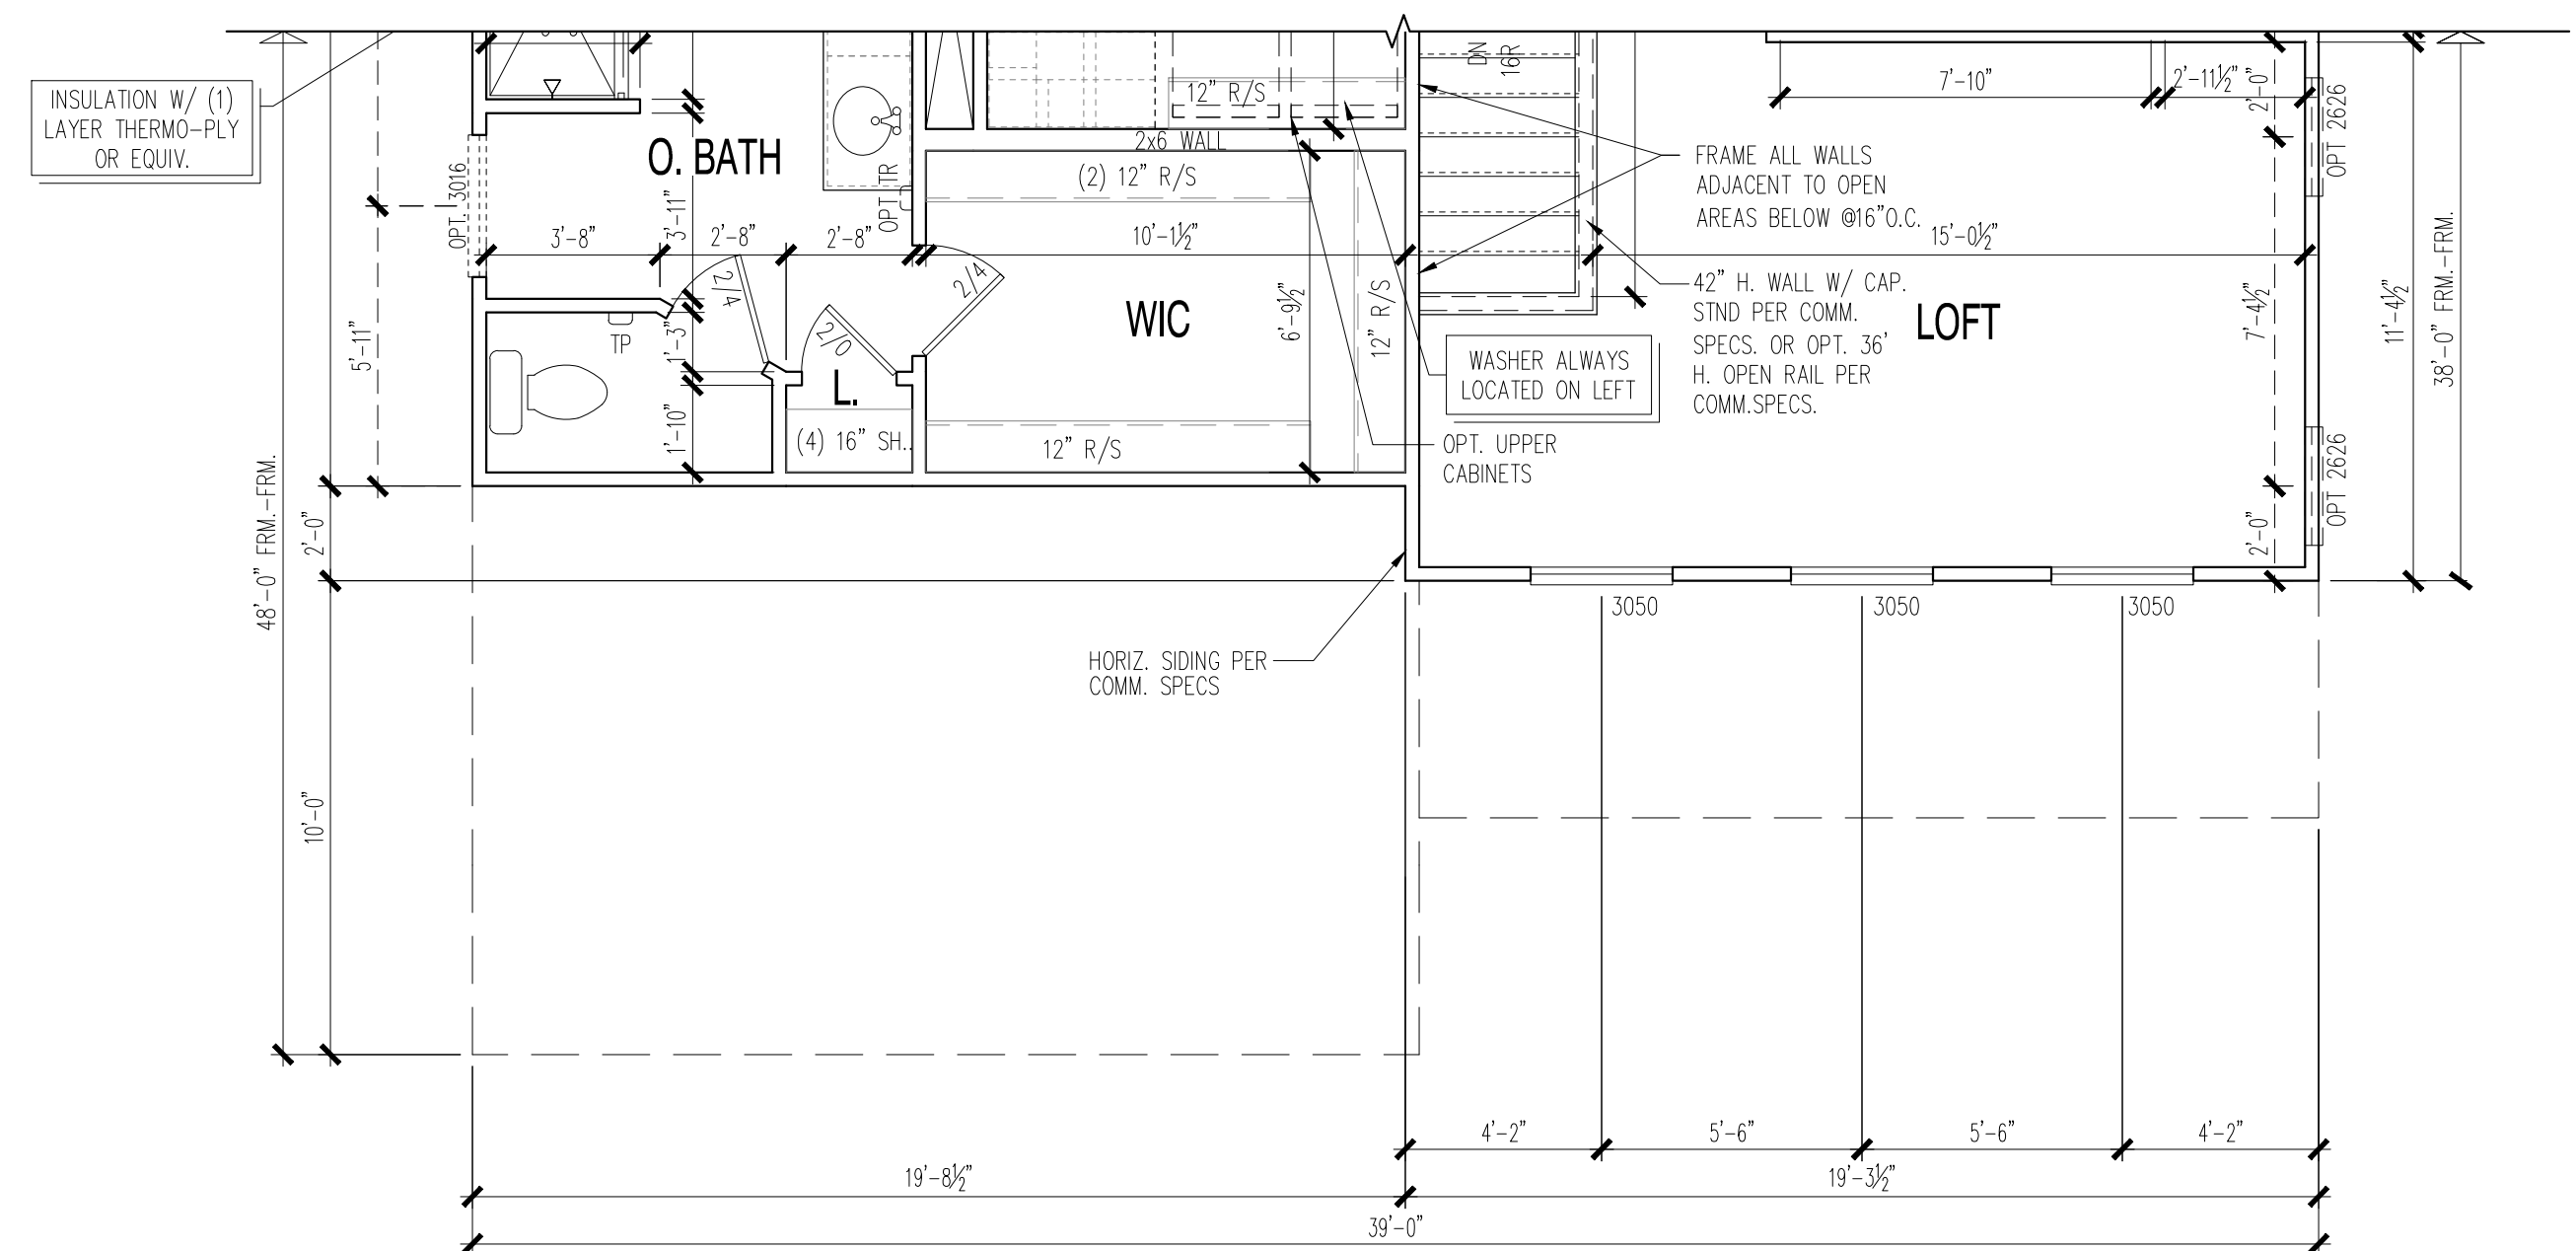 INSULATION W/ (1)
LAYER THERMO-PLY
OR EQUIV.
OPT. 3016
O. BATH
3'-8"
3'-11"
2'-8"
2'-8"
OPT TR
2/4
2/0
2/4
TP
1'-3"
1'-10"
L.
(4) 16" SH.
12" R/S
2x6 WALL
(2) 12" R/S
10'-1½"
WIC
6'-9½"
12" R/S
12" R/S
DN
16R
FRAME ALL WALLS
ADJACENT TO OPEN
AREAS BELOW @16"O.C.
42" H. WALL W/ CAP.
STND PER COMM.
SPECS. OR OPT. 36'
H. OPEN RAIL PER
COMM.SPECS.
WASHER ALWAYS
LOCATED ON LEFT
OPT. UPPER
CABINETS
15'-0½"
LOFT
7'-10"
2'-11½"
2'-0"
OPT 2626
7'-4½"
2'-0"
OPT 2626
11'-4½"
38'-0" FRM.-FRM.
5'-11"
48'-0" FRM.-FRM.
2'-0"
10'-0"
3050
3050
3050
HORIZ. SIDING PER
COMM. SPECS
4'-2"
5'-6"
5'-6"
4'-2"
19'-8½"
19'-3½"
39'-0"